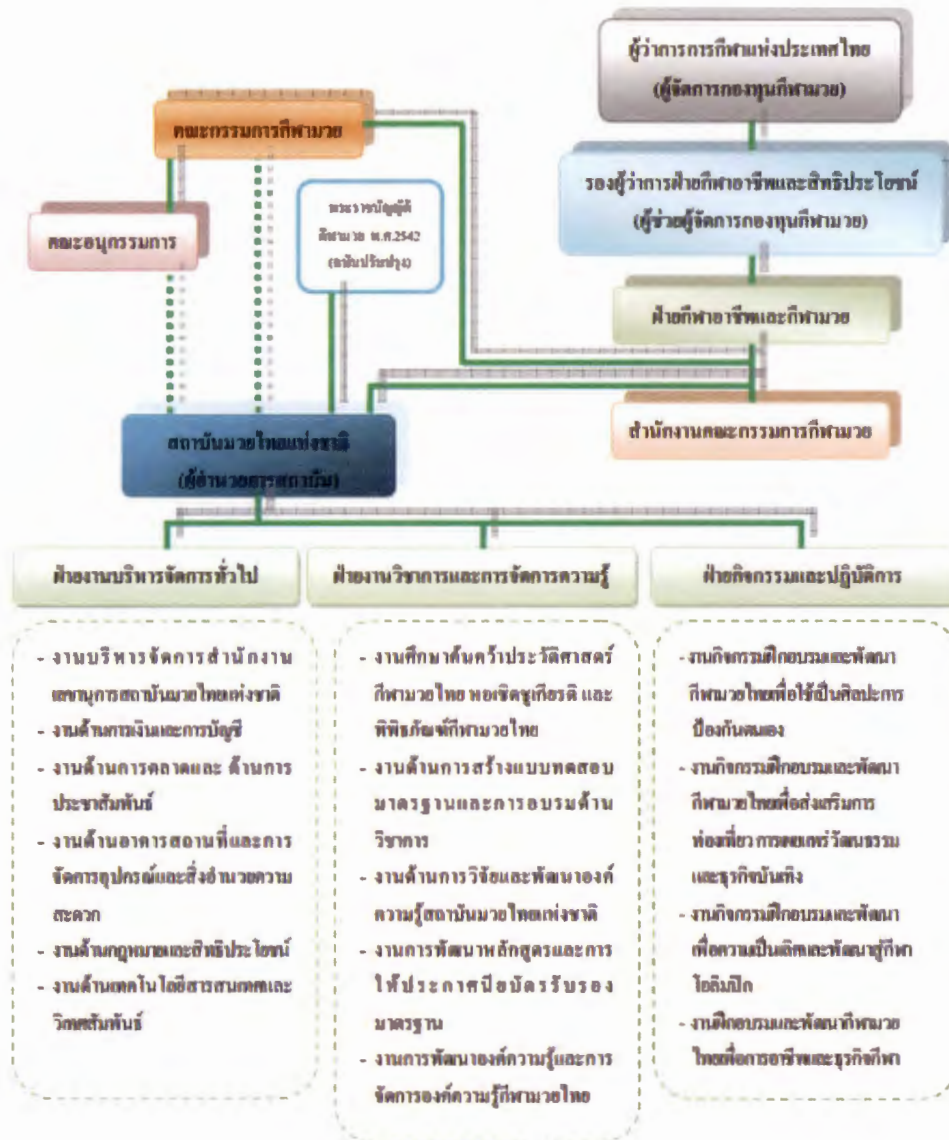 ผู้ว่าการการกีฬาแห่งประเทศไทย
(ผู้จัดการกองทุนกีฬามวย)
คณะกรรมการกีฬามวย
รองผู้ว่าการฝ่ายกีฬาอาชีพและสิทธิประโยชน์
(ผู้ช่วยผู้จัดการกองทุนกีฬามวย)
คณะอนุกรรมการ
พระราชบัญญัติ
กีฬามวย พ.ศ.2542
(ฉบับปรับปรุง)
ฝ่ายกีฬาอาชีพและกีฬามวย
สำนักงานคณะกรรมการกีฬามวย
สถาบันมวยไทยแห่งชาติ
(ผู้อำนวยการสถาบัน)
ฝ่ายงานบริหารจัดการทั่วไป
- งานบริหารจัดการสำนักงาน
เลขานุการสถาบันมวยไทยแห่งชาติ
- งานด้านการเงินและการบัญชี
- งานด้านการตลาดและ ด้านการ
ประชาสัมพันธ์
- งานด้านอาคารสถานที่และการ
จัดการอุปกรณ์และสิ่งอำนวยความ
สะดวก
- งานด้านกฎหมายและสิทธิประโยชน์
- งานด้านเทคโนโลยีสารสนเทศและ
วิเทศสัมพันธ์
ฝ่ายงานวิชาการและการจัดการความรู้
- งานศึกษาค้นคว้าประวัติศาสตร์
กีฬามวยไทย หอเชิดชูเกียรติ และ
พิพิธภัณฑ์กีฬามวยไทย
- งานด้านการสร้างแบบทดสอบ
มาตรฐานและการอบรมด้าน
วิชาการ
- งานด้านการวิจัยและพัฒนาองค์
ความรู้สถาบันมวยไทยแห่งชาติ
- งานการพัฒนาหลักสูตรและการ
ให้ประกาศนียบัตรรับรอง
มาตรฐาน
- งานการพัฒนาองค์ความรู้และการ
จัดการองค์ความรู้กีฬามวยไทย
ฝ่ายกิจกรรมและปฏิบัติการ
- งานกิจกรรมฝึกอบรมและพัฒนา
กีฬามวยไทยเพื่อใช้เป็นศิลปะการ
ป้องกันตนเอง
- งานกิจกรรมฝึกอบรมและพัฒนา
กีฬามวยไทยเพื่อส่งเสริมการ
ท่องเที่ยว การเผยแพร่วัฒนธรรม
และธุรกิจบันเทิง
- งานกิจกรรมฝึกอบรมและพัฒนา
เพื่อความเป็นเลิศและพัฒนาสู่กีฬา
โอลิมปิก
- งานฝึกอบรมและพัฒนากีฬามวย
ไทยเพื่อการอาชีพและธุรกิจกีฬา